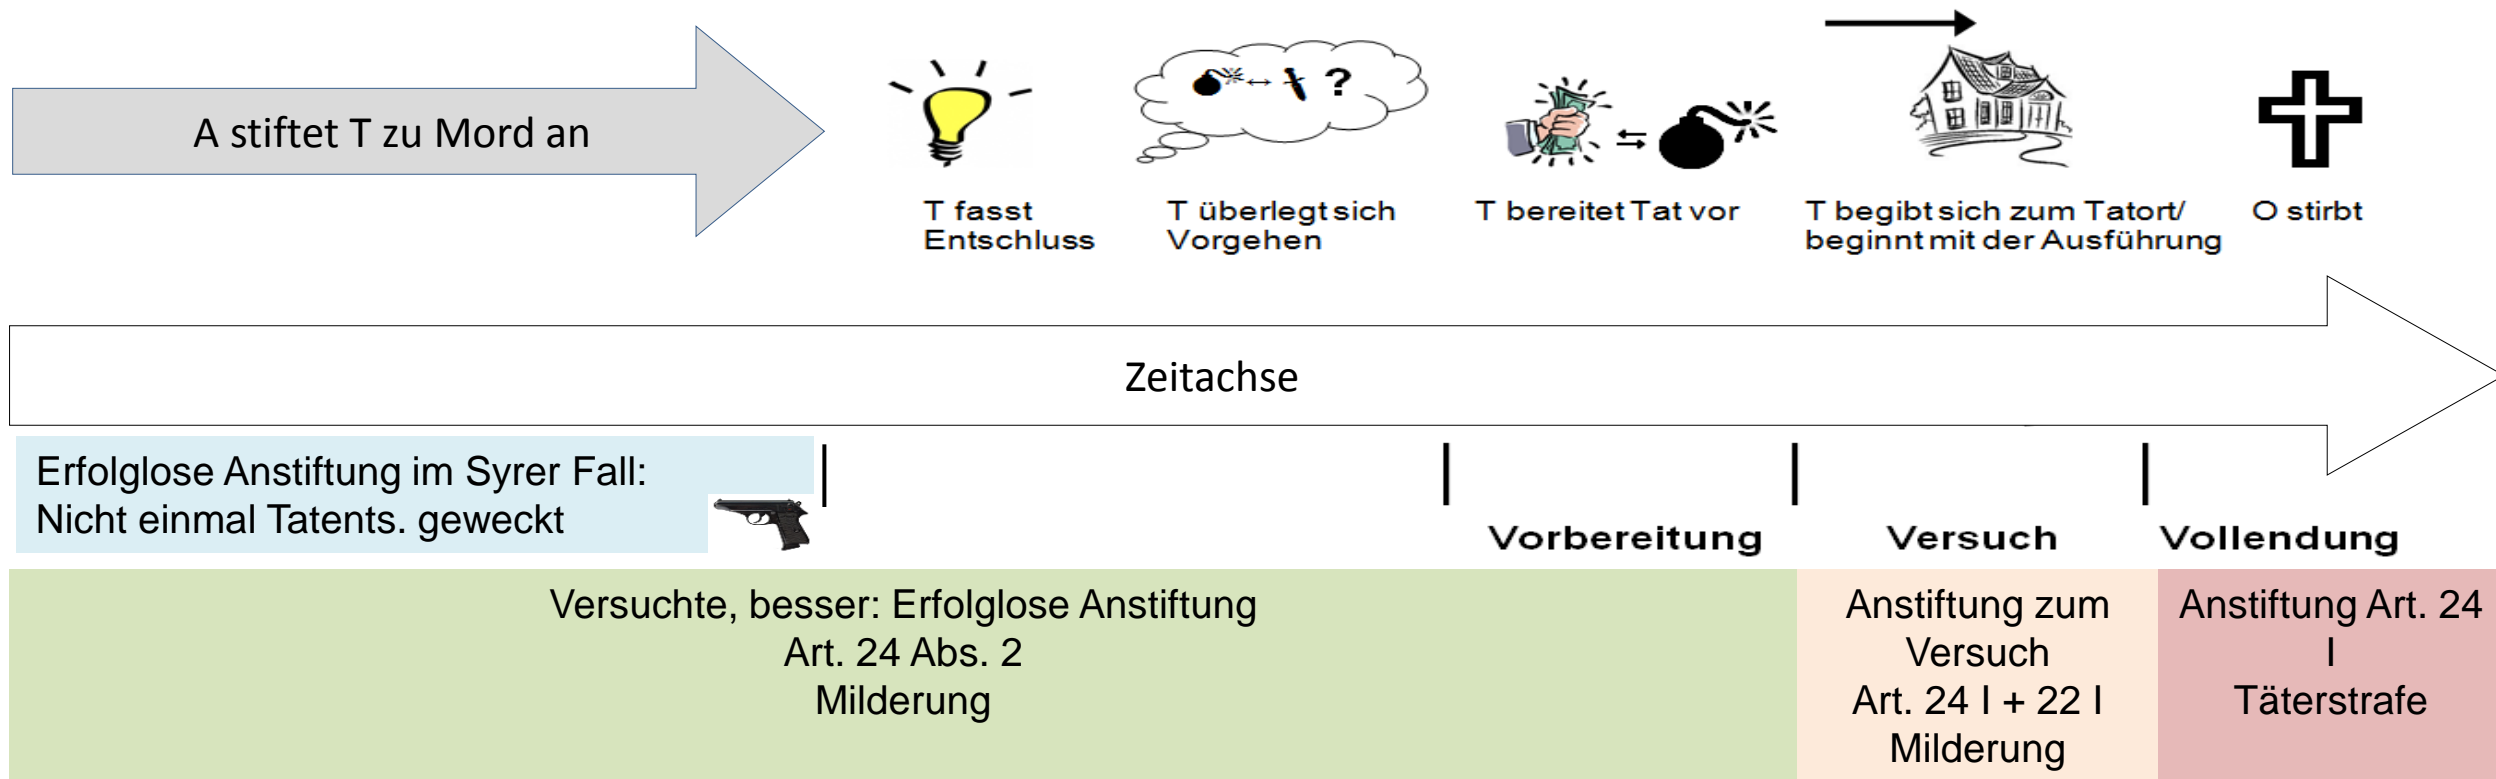 A stiftet T zu Mord an
?
T fasst
Entschluss
T überlegt sich
Vorgehen
T bereitet Tat vor
T begibt sich zum Tatort/
beginnt mit der Ausführung
O stirbt
Zeitachse
Erfolglose Anstiftung im Syrer Fall:
Nicht einmal Tatents. geweckt
Vorbereitung
Versuch
Vollendung
Versuchte, besser: Erfolglose Anstiftung
Art. 24 Abs. 2
Milderung
Anstiftung zum
Versuch
Art. 24 I + 22 I
Milderung
Anstiftung Art. 24
I
Täterstrafe